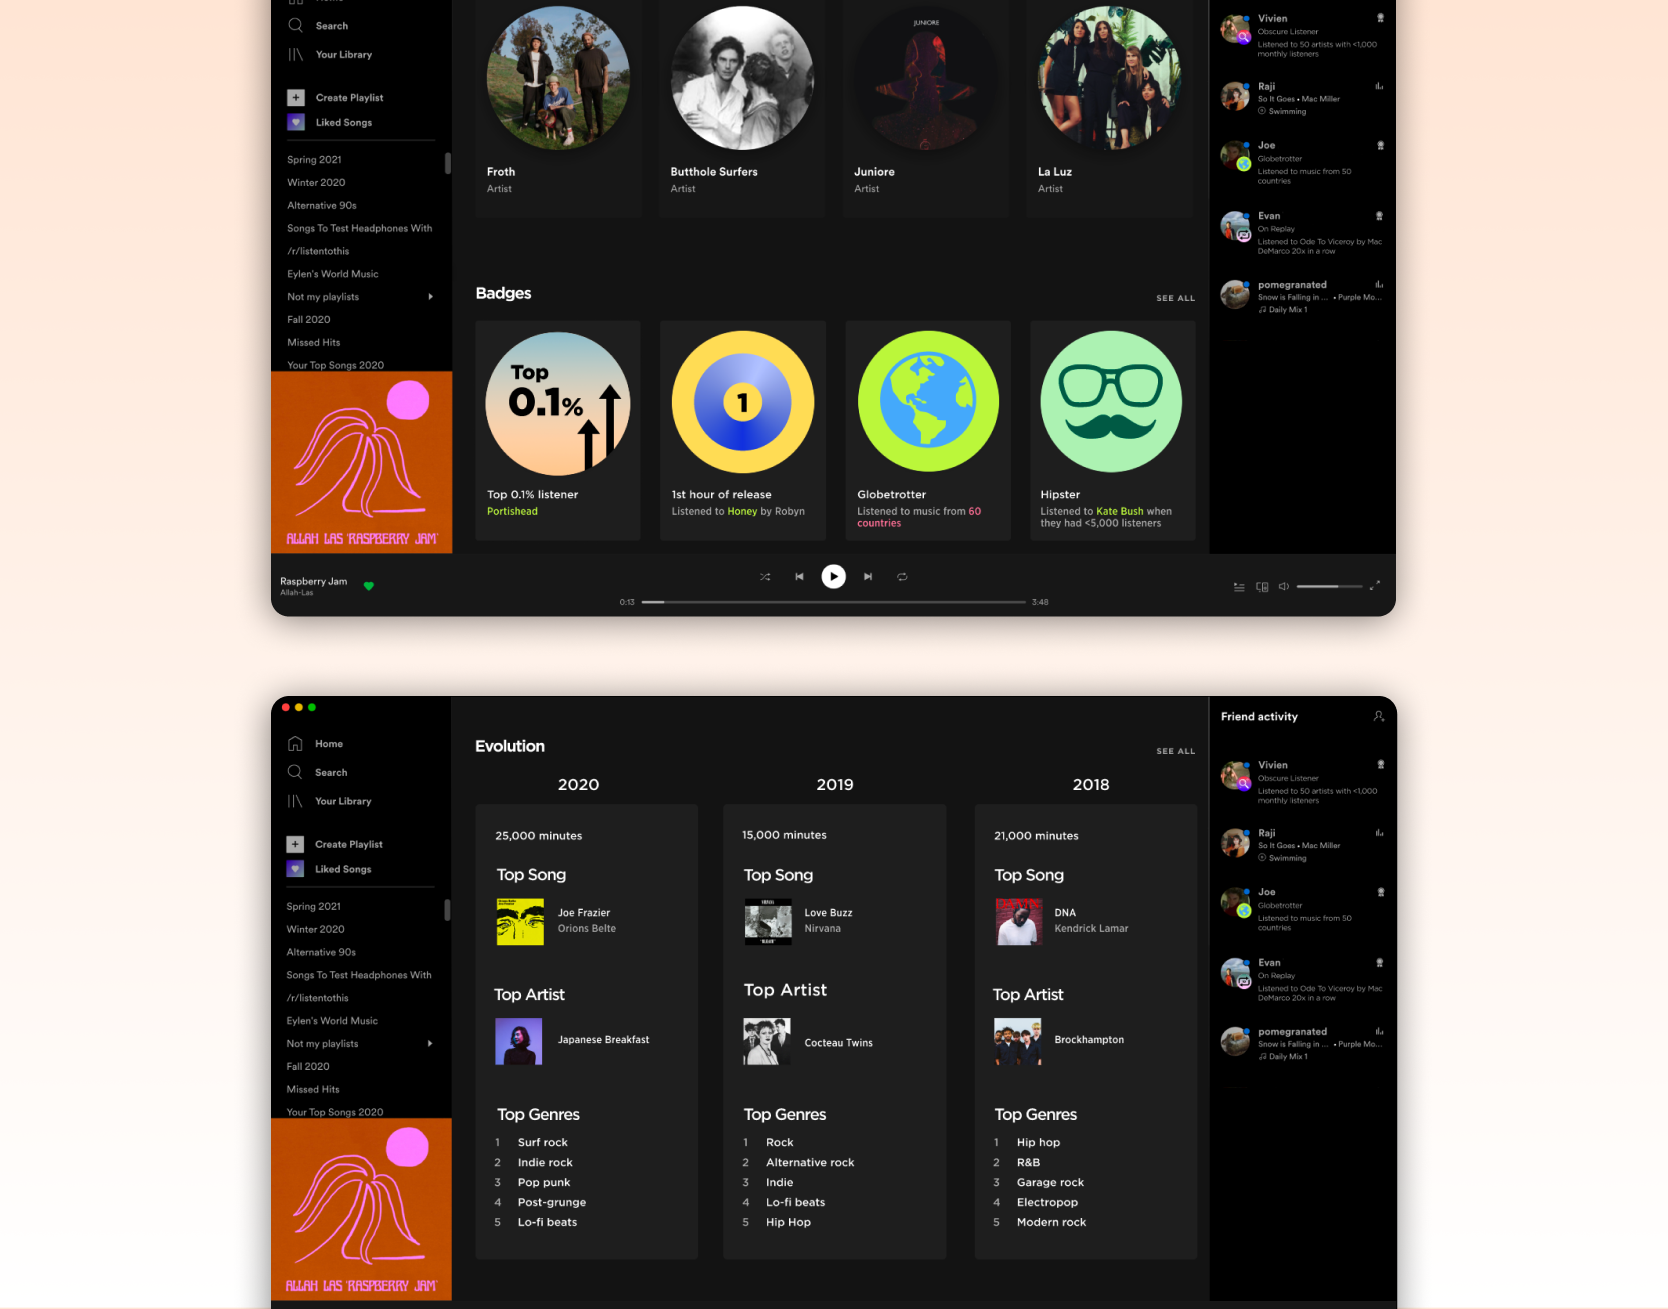 Search
Your Library
Create Playlist
Liked Songs
Spring 2021
Winter 2020
Alternative 90s
Songs To Test Headphones With
/r/listentothis
Eylen's World Music
Not my playlists
Fall 2020
Missed Hits
Your Top Songs 2020
ALLAH LAS 'RASPBERRY JAM'
JUNIORE
Froth
Artist
Butthole Surfers
Artist
Juniore
Artist
La Luz
Artist
Badges
SEE ALL
Top
0.1%
Top 0.1% listener
Portishead
1
1st hour of release
Listened to Honey by Robyn
Globetrotter
Listened to music from 60
countries
Hipster
Listened to Kate Bush when
they had <5,000 listeners
Vivien
Obscure Listener
Listened to 50 artists with <1,000
monthly listeners
Raji
So It Goes • Mac Miller
Swimming
Joe
Globetrotter
Listened to music from 50
countries
Evan
On Replay
Listened to Ode To Viceroy by Mac
DeMarco 20x in a row
pomegranated
Snow is Falling in ... • Purple Mo...
Daily Mix 1
Raspberry Jam
Allah-Las
0:13
3:48
Home
Search
Your Library
Create Playlist
Liked Songs
Spring 2021
Winter 2020
Alternative 90s
Songs To Test Headphones With
/r/listentothis
Eylen's World Music
Not my playlists
Fall 2020
Missed Hits
Your Top Songs 2020
ALLAH LAS 'RASPBERRY JAM'
Evolution
SEE ALL
2020
25,000 minutes
Top Song
Joe Frazier
Orions Belte
Top Artist
Japanese Breakfast
Top Genres
1 Surf rock
2 Indie rock
3 Pop punk
4 Post-grunge
5 Lo-fi beats
2019
15,000 minutes
Top Song
NIRVANA
"BLEACH"
Love Buzz
Nirvana
Top Artist
Cocteau Twins
Top Genres
1 Rock
2 Alternative rock
3 Indie
4 Lo-fi beats
5 Hip Hop
2018
21,000 minutes
Top Song
DNA
Kendrick Lamar
Top Artist
Brockhampton
Top Genres
1 Hip hop
2 R&B
3 Garage rock
4 Electropop
5 Modern rock
Friend activity
Vivien
Obscure Listener
Listened to 50 artists with <1,000
monthly listeners
Raji
So It Goes • Mac Miller
Swimming
Joe
Globetrotter
Listened to music from 50
countries
Evan
On Replay
Listened to Ode To Viceroy by Mac
DeMarco 20x in a row
pomegranated
Snow is Falling in ... • Purple Mo...
Daily Mix 1